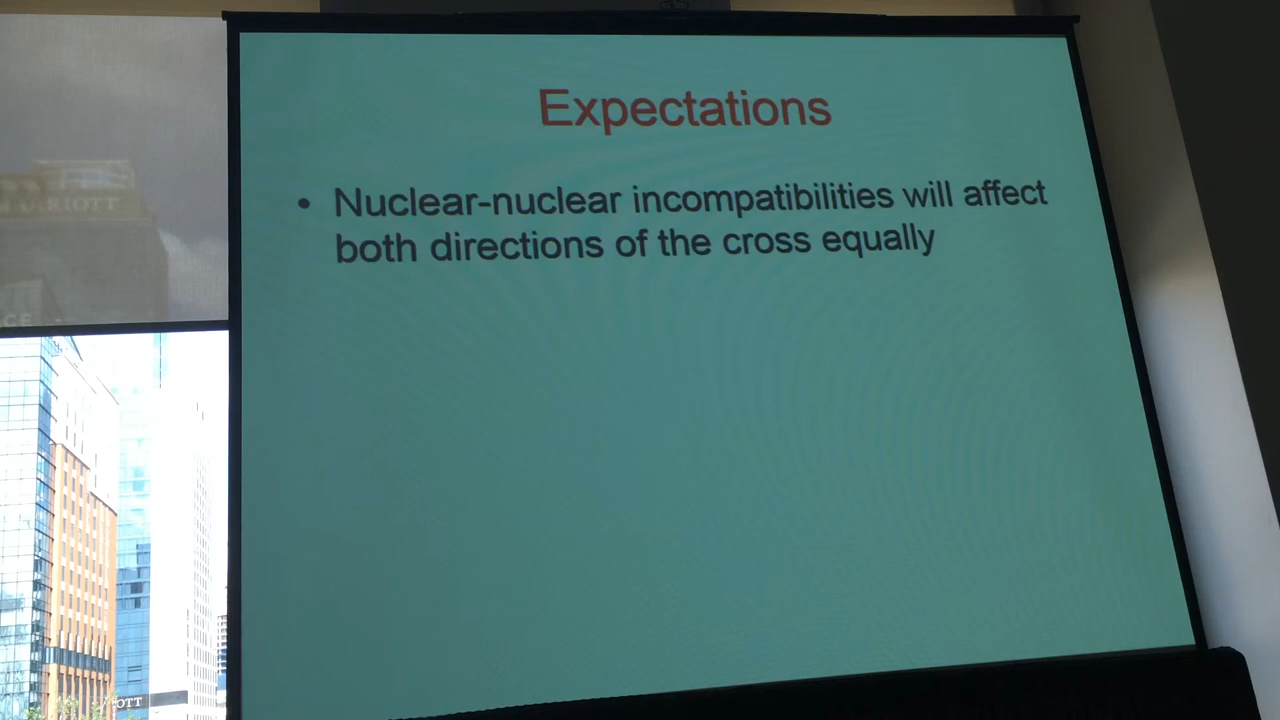 Expectations
• Nuclear-nuclear incompatibilities will affect
both directions of the cross equally